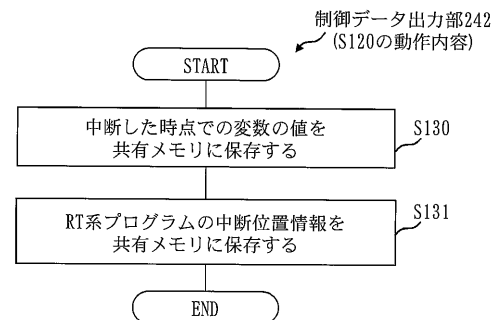 制御データ出力部242
(S120の動作内容)
START
中断した時点での変数の値を
共有メモリに保存する
S130
RT系プログラムの中断位置情報を
共有メモリに保存する
S131
END